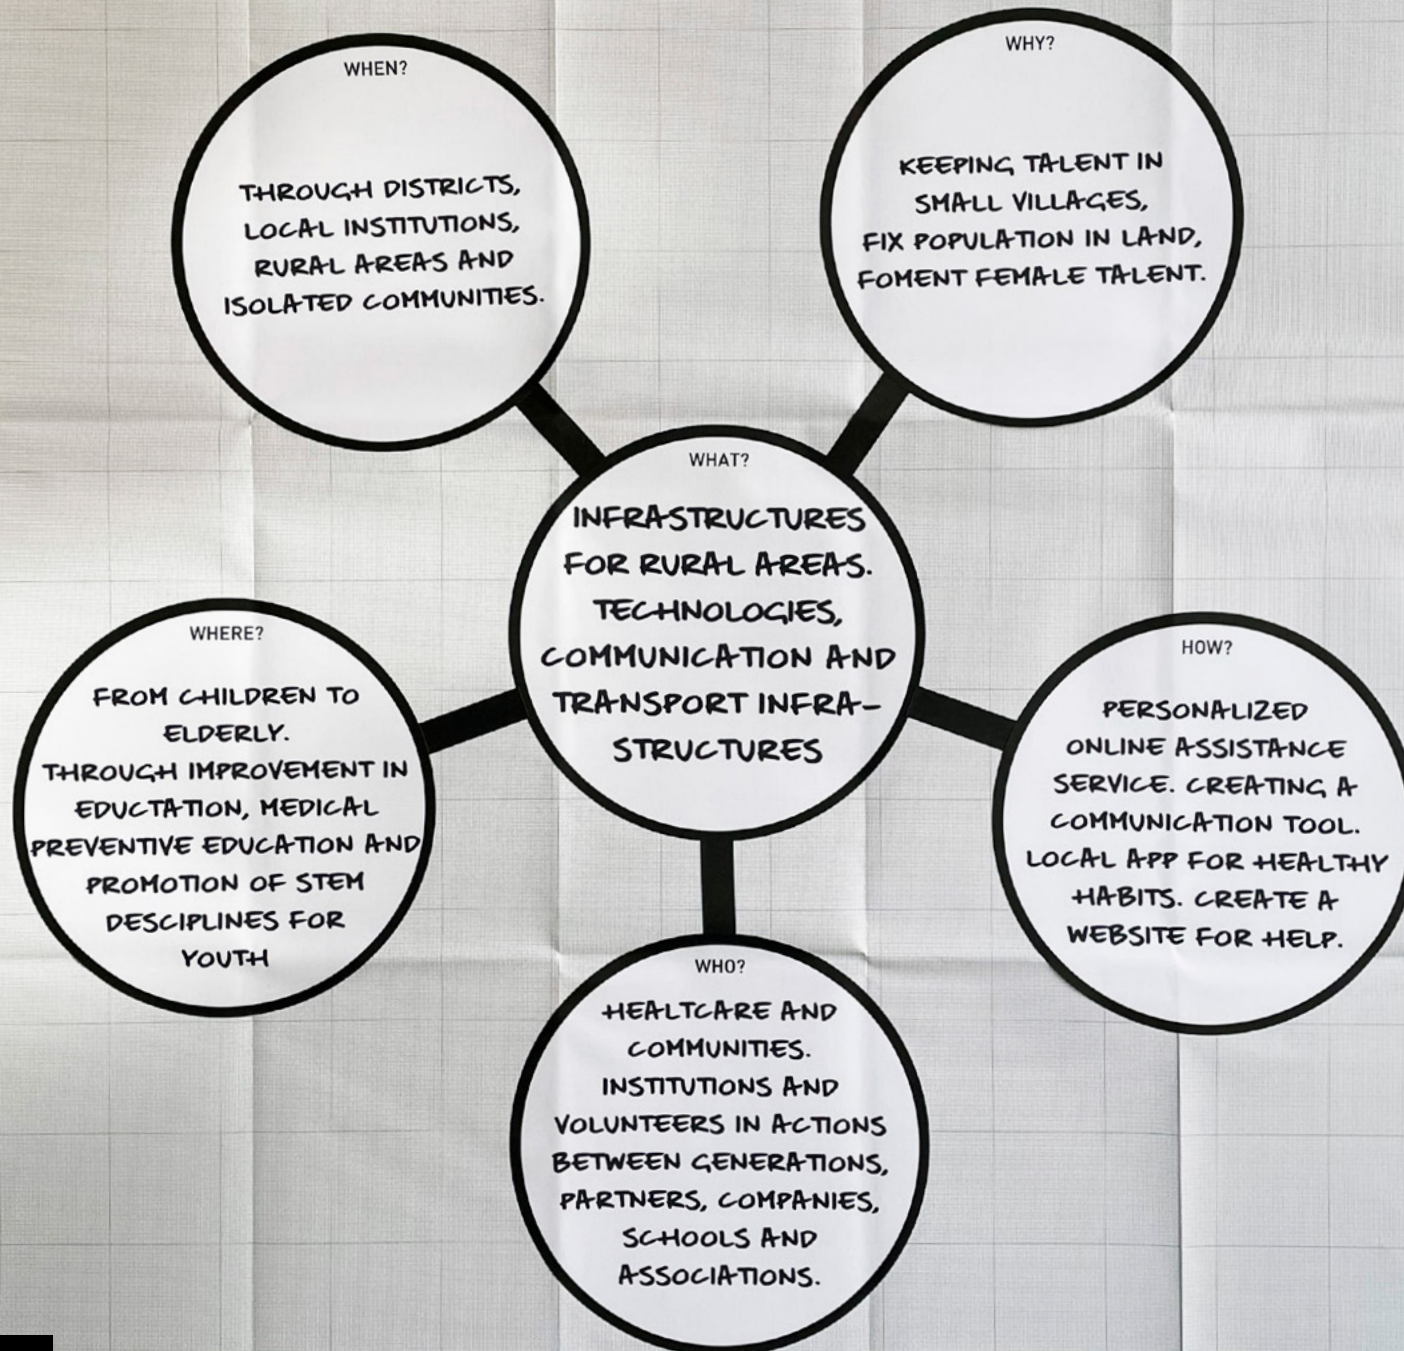 WHEN?
THROUGH DISTRICTS,
LOCAL INSTITUTIONS,
RURAL AREAS AND
ISOLATED COMMUNITIES.
WHY?
KEEPING TALENT IN
SMALL VILLAGES,
FIX POPULATION IN LAND,
FOMENT FEMALE TALENT.
WHAT?
INFRASTRUCTURES
FOR RURAL AREAS.
TECHNOLOGIES,
COMMUNICATION AND
TRANSPORT INFRA-
STRUCTURES
WHERE?
FROM CHILDREN TO
ELDERLY.
THROUGH IMPROVEMENT IN
EDUCTATION, MEDICAL
PREVENTIVE EDUCATION AND
PROMOTION OF STEM
DESCIPLINES FOR
YOUTH
HOW?
PERSONALIZED
ONLINE ASSISTANCE
SERVICE. CREATING A
COMMUNICATION TOOL.
LOCAL APP FOR HEALTHY
HABITS. CREATE A
WEBSITE FOR HELP.
WHO?
HEALTCARE AND
COMMUNITIES.
INSTITUTIONS AND
VOLUNTEERS IN ACTIONS
BETWEEN GENERATIONS,
PARTNERS, COMPANIES,
SCHOOLS AND
ASSOCIATIONS.